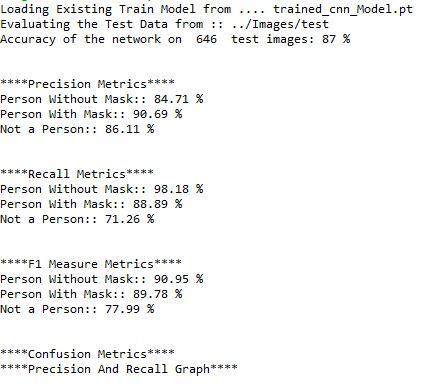 Loading Existing Train Model from .... trained_cnn_Model.pt
Evaluating the Test Data from :: ../Images/test
Accuracy of the network on  646  test images: 87 %
****Precision Metrics****
Person Without Mask:: 84.71 %
Person With Mask:: 90.69 %
Not a Person:: 86.11 %
****Recall Metrics****
Person Without Mask:: 98.18 %
Person With Mask:: 88.89 %
Not a Person:: 71.26 %
****F1 Measure Metrics****
Person Without Mask:: 90.95 %
Person With Mask:: 89.78 %
Not a Person:: 77.99 %
****Confusion Metrics****
****Precision And Recall Graph****